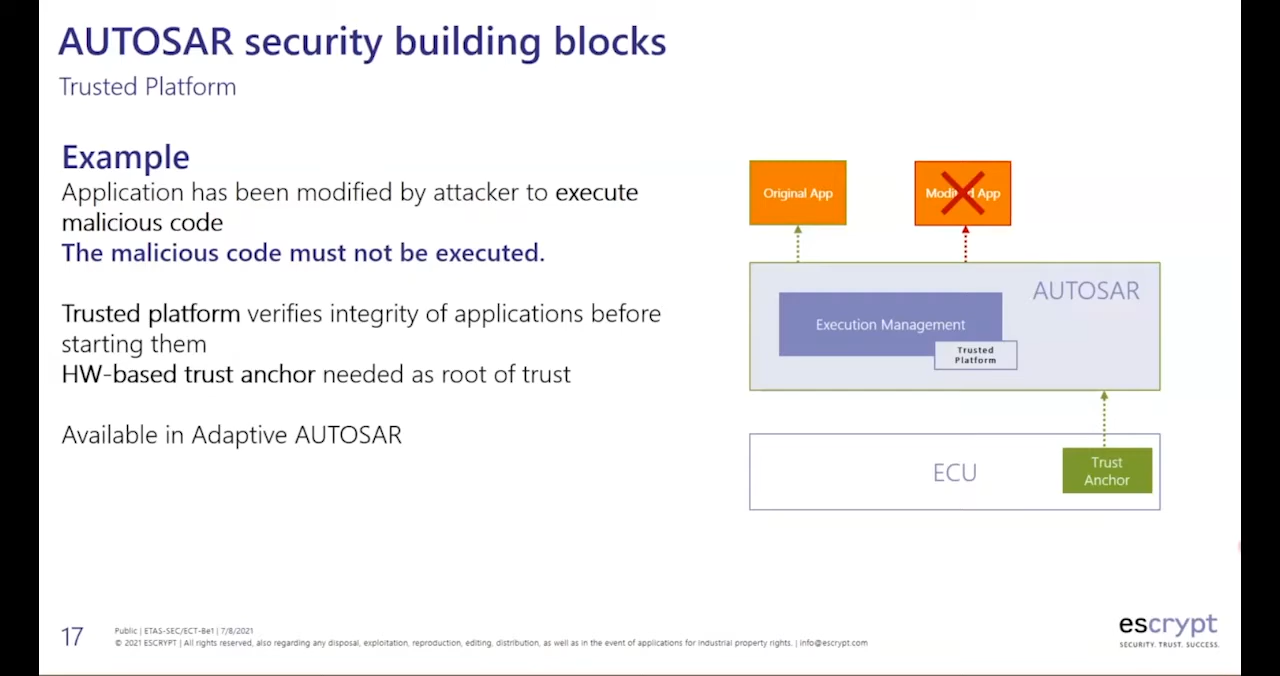 AUTOSAR security building blocks
Trusted Platform
Example
Application has been modified by attacker to execute
malicious code
The malicious code must not be executed.
Trusted platform verifies integrity of applications before
starting them
HW-based trust anchor needed as root of trust
Available in Adaptive AUTOSAR
Original App
Modified App
AUTOSAR
Execution Management
Trusted
Platform
ECU
Trust
Anchor
17
Public | ETAS-SEC/ECT-Be1 | 7/8/2021
© 2021 ESCRYPT | All rights reserved, also regarding any disposal, exploitation, reproduction, editing, distribution, as well as in the event of applications for industrial property rights. | info@escrypt.com
escrypt
SECURITY. TRUST. SUCCESS.